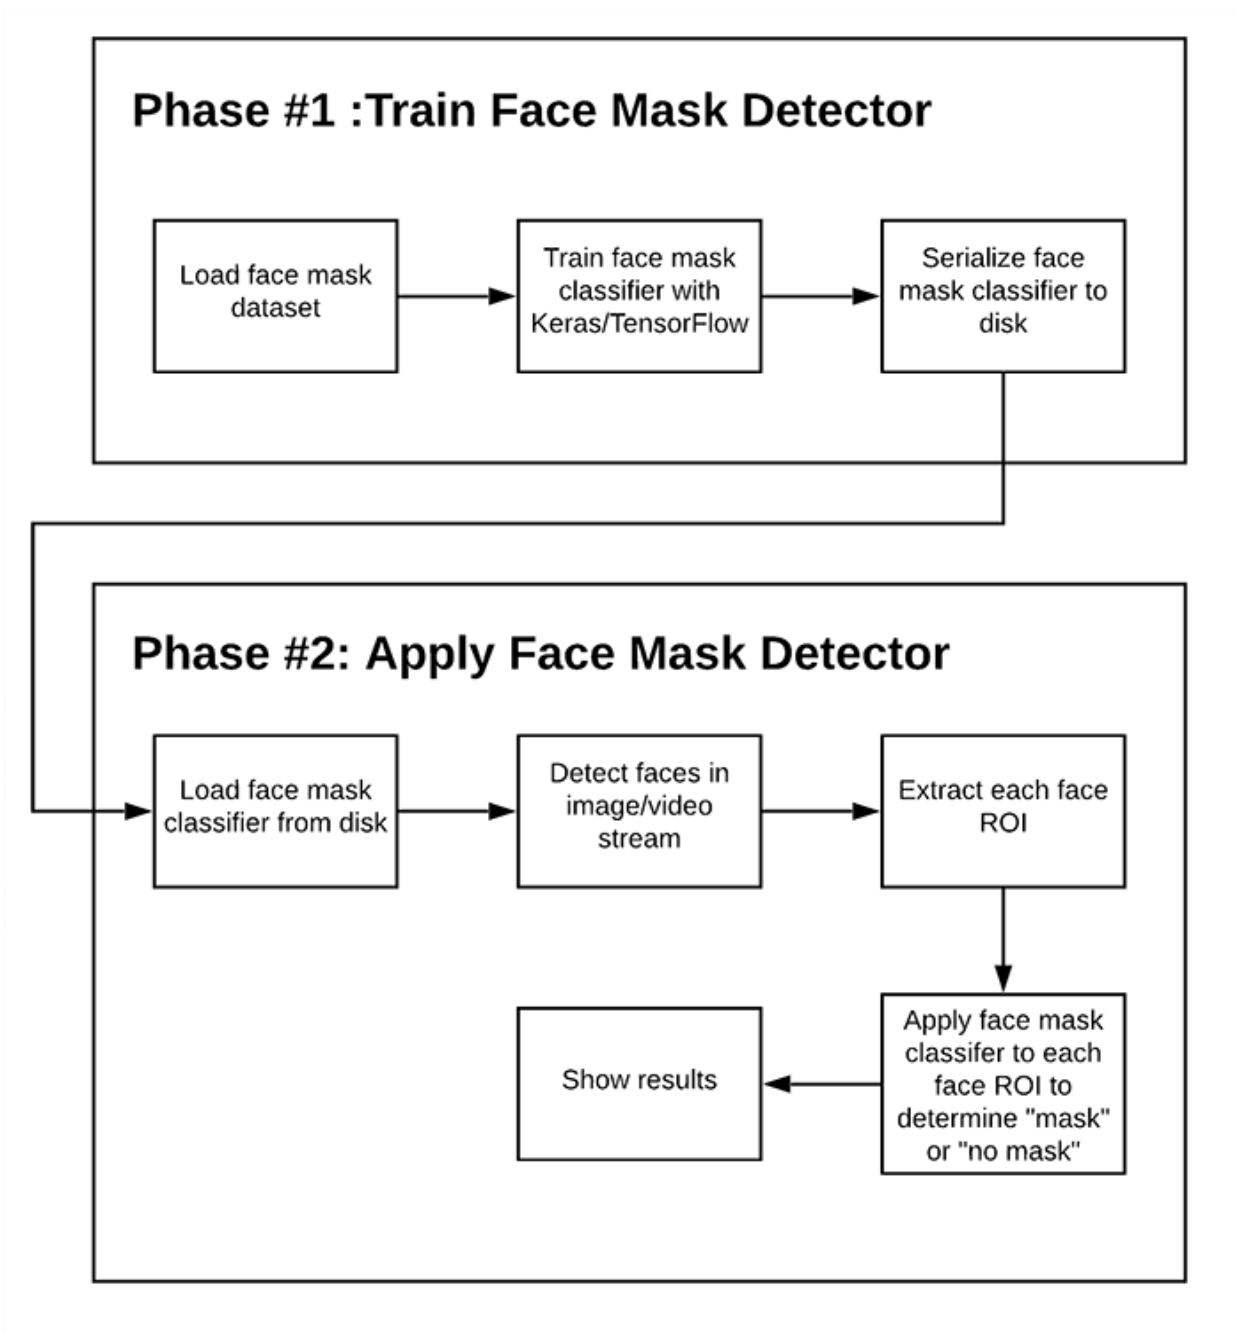 Phase #1 :Train Face Mask Detector
Load face mask
dataset
Train face mask
classifier with
Keras/TensorFlow
Serialize face
mask classifier to
disk
Phase #2: Apply Face Mask Detector
Load face mask
classifier from disk
Detect faces in
image/video
stream
Extract each face
ROI
Apply face mask
classifer to each
face ROI to
determine "mask"
or "no mask"
Show results